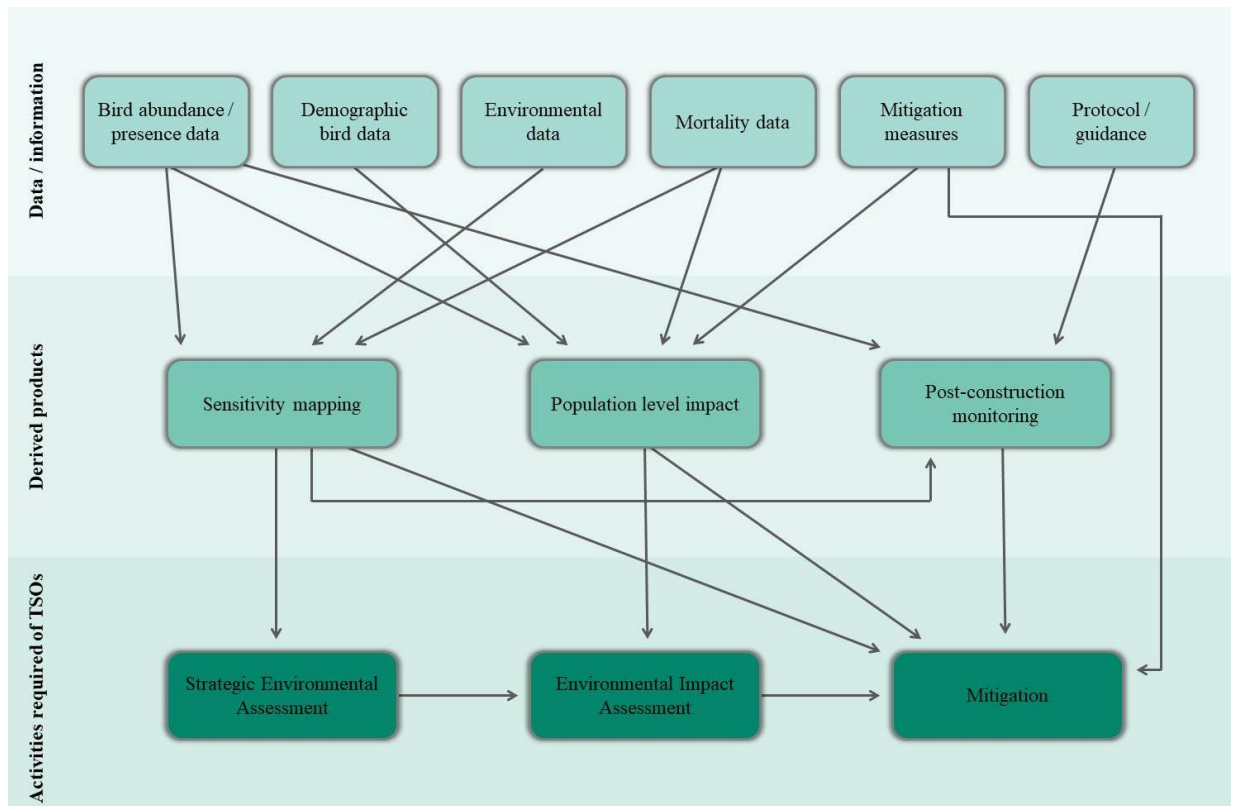 Data / information
Bird abundance /
presence data
Demographic
bird data
Environmental
data
Mortality data
Mitigation
measures
Protocol /
guidance
Derived products
Sensitivity mapping
Population level impact
Post-construction
monitoring
Activities required of TSOs
Strategic Environmental
Assessment
Environmental Impact
Assessment
Mitigation